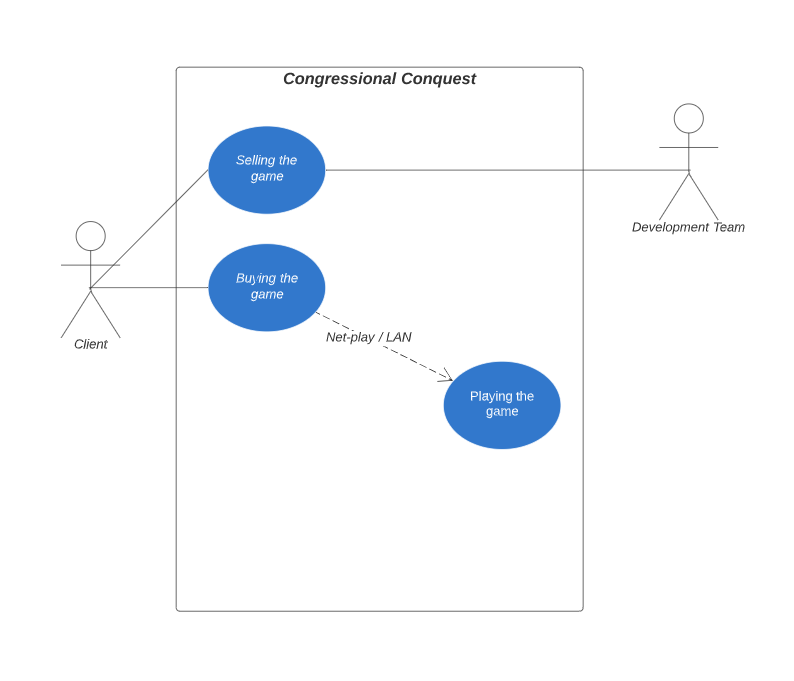 Congressional Conquest
Selling the
game
Development Team
Buying the
game
Client
Net-play / LAN
Playing the
game